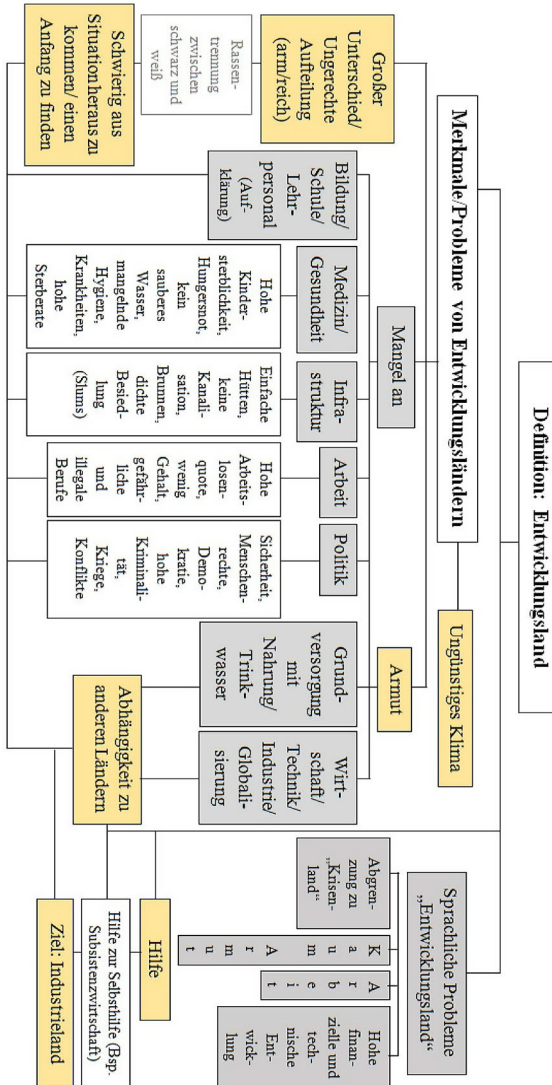 Definition: Entwicklungsland
Merkmale/Probleme von Entwicklungsländern
Ungünstiges Klima
Sprachliche Probleme
„Entwicklungsland“
Großer
Unterschied/
Ungerechte
Aufteilung
(arm/reich)
Mangel an
Armut
Rassen-
trennung
zwischen
schwarz und
weiß
Schwierig aus
Situation heraus zu
kommen/ einen
Anfang zu finden
Bildung/
Schule/
Lehr-
personal
(Auf-
klärung)
Medizin/
Gesundheit
Infra-
struktur
Arbeit
Politik
Grund-
versorgung
mit
Nahrung/
Trink-
wasser
Wirt-
schaft/
Technik/
Industrie/
Globali-
sierung
Hohe
Kinder-
sterblichkeit,
Hungersnot,
kein
sauberes
Wasser,
mangelnde
Hygiene,
Krankheiten,
hohe
Sterberate
Einfache
Hütten,
keine
Kanali-
sation,
Brunnen,
dichte
Besied-
lung
(Slums)
Hohe
Arbeits-
losen-
quote,
wenig
Gehalt,
gefähr-
liche
und
illegale
Berufe
Sicherheit,
Menschen-
rechte,
Demo-
kratie,
hohe
Kriminali-
tät,
Kriege,
Konflikte
Abhängigkeit zu
anderen Ländern
Abgren-
zung zu
„Krisen-
land“
K A
a r
u m
m u
t
A
r
b
e
i
t
Hohe
finan-
zielle und
tech-
nische
Ent-
wick-
lung
Hilfe
Hilfe zur Selbsthilfe (Bsp.
Subsistenzwirtschaft)
Ziel: Industrieland